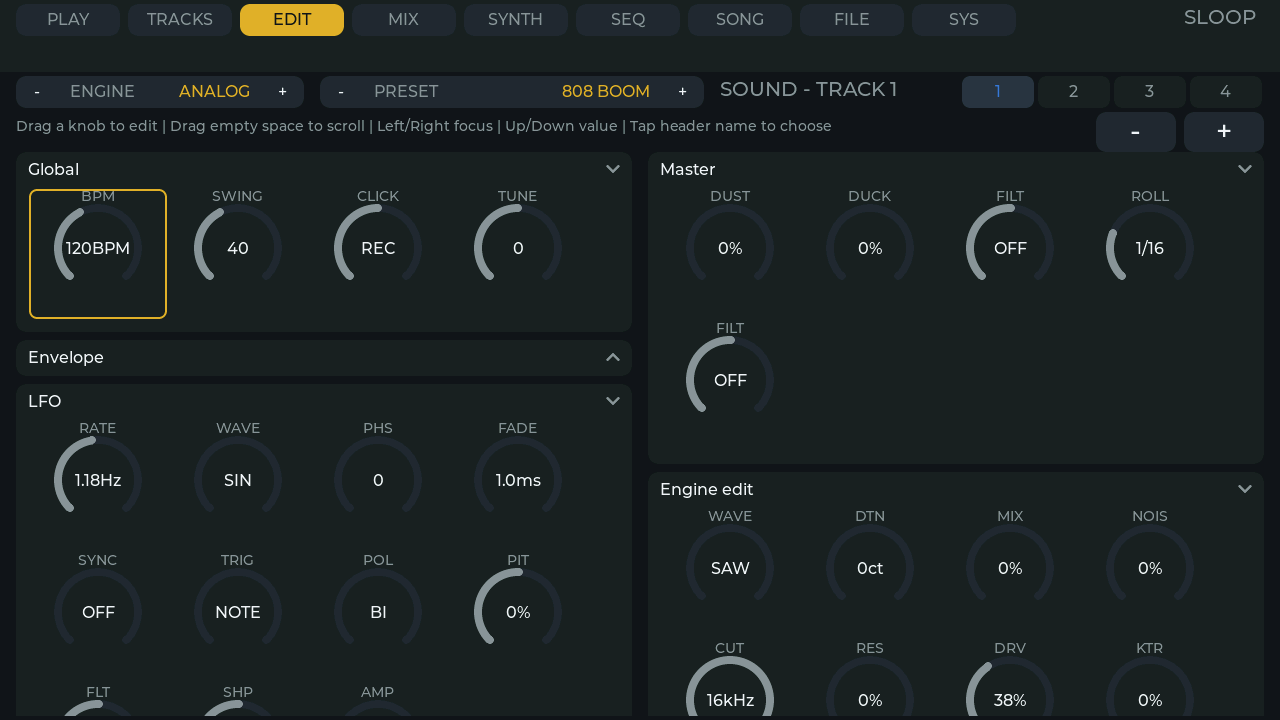 PLAY TRACKS EDIT MIX SYNTH SEQ SONG FILE SYS SLOOP
- ENGINE ANALOG + - PRESET 808 BOOM + SOUND - TRACK 1 1 2 3 4
Drag a knob to edit | Drag empty space to scroll | Left/Right focus | Up/Down value | Tap header name to choose
- +
Global
BPM SWING CLICK TUNE
120BPM 40 REC 0
Envelope
LFO
RATE WAVE PHS FADE
1.18Hz SIN 0 1.0ms
SYNC TRIG POL PIT
OFF NOTE BI 0%
FLT SHP AMP
Master
DUST DUCK FILT ROLL
0% 0% OFF 1/16
FILT
OFF
Engine edit
WAVE DTN MIX NOIS
SAW 0ct 0% 0%
CUT RES DRV KTR
16kHz 0% 38% 0%